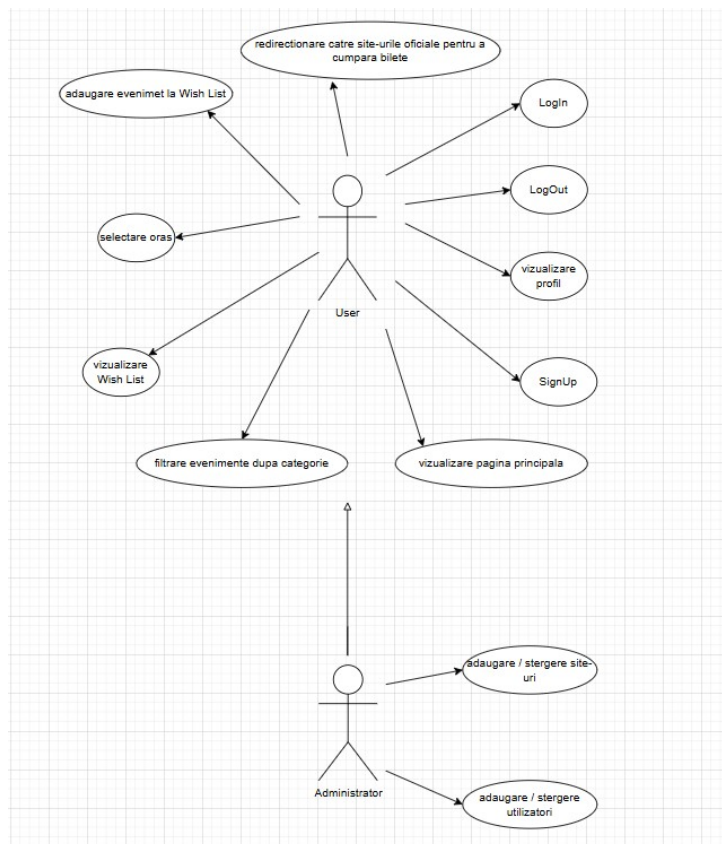 redirectionare catre site-urile oficiale pentru a
cumpara bilete
adaugare evenimet la Wish List
LogIn
LogOut
selectare oras
vizualizare
profil
User
vizualizare
Wish List
SignUp
filtrare evenimente dupa categorie
vizualizare pagina principala
adaugare / stergere site-
uri
Administrator
adaugare / stergere
utilizatori